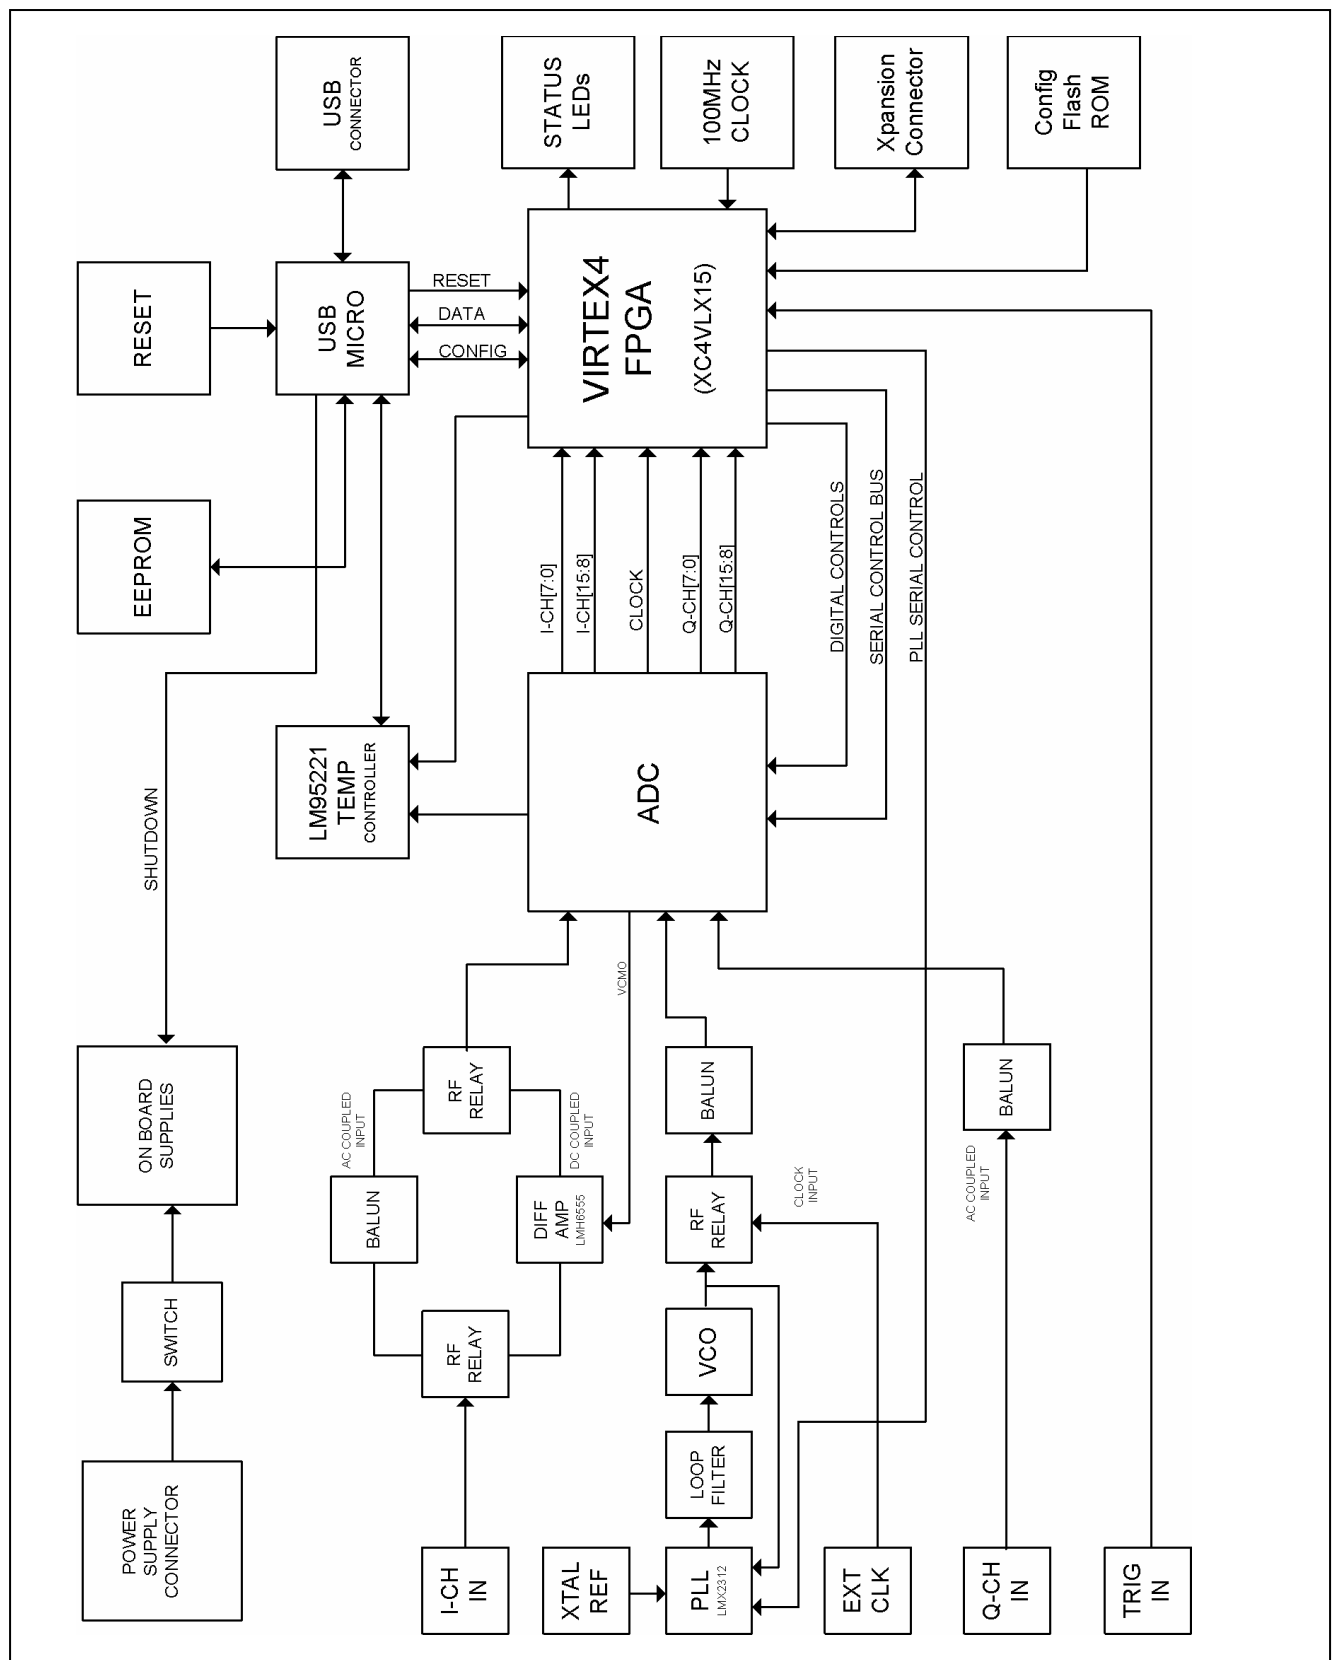 USB
CONNECTOR
STATUS
LEDs
100MHz
CLOCK
Xpansion
Connector
Config
Flash
ROM
RESET
USB
MICRO
RESET
DATA
CONFIG
VIRTEX4
FPGA
(XC4VLX15)
EEPROM
I-CH[7:0]
I-CH[15:8]
CLOCK
Q-CH[7:0]
Q-CH[15:8]
DIGITAL CONTROLS
SERIAL CONTROL BUS
PLL SERIAL CONTROL
SHUTDOWN
LM95221
TEMP
CONTROLLER
ADC
VCMO
ON BOARD
SUPPLIES
AC COUPLED
INPUT
RF
RELAY
DC COUPLED
INPUT
BALUN
BALUN
BALUN
DIFF
AMP
LMH6555
RF
RELAY
CLOCK
INPUT
AC COUPLED
INPUT
SWITCH
RF
RELAY
VCO
LOOP
FILTER
POWER
SUPPLY
CONNECTOR
I-CH
IN
XTAL
REF
PLL
LMX2312
EXT
CLK
Q-CH
IN
TRIG
IN